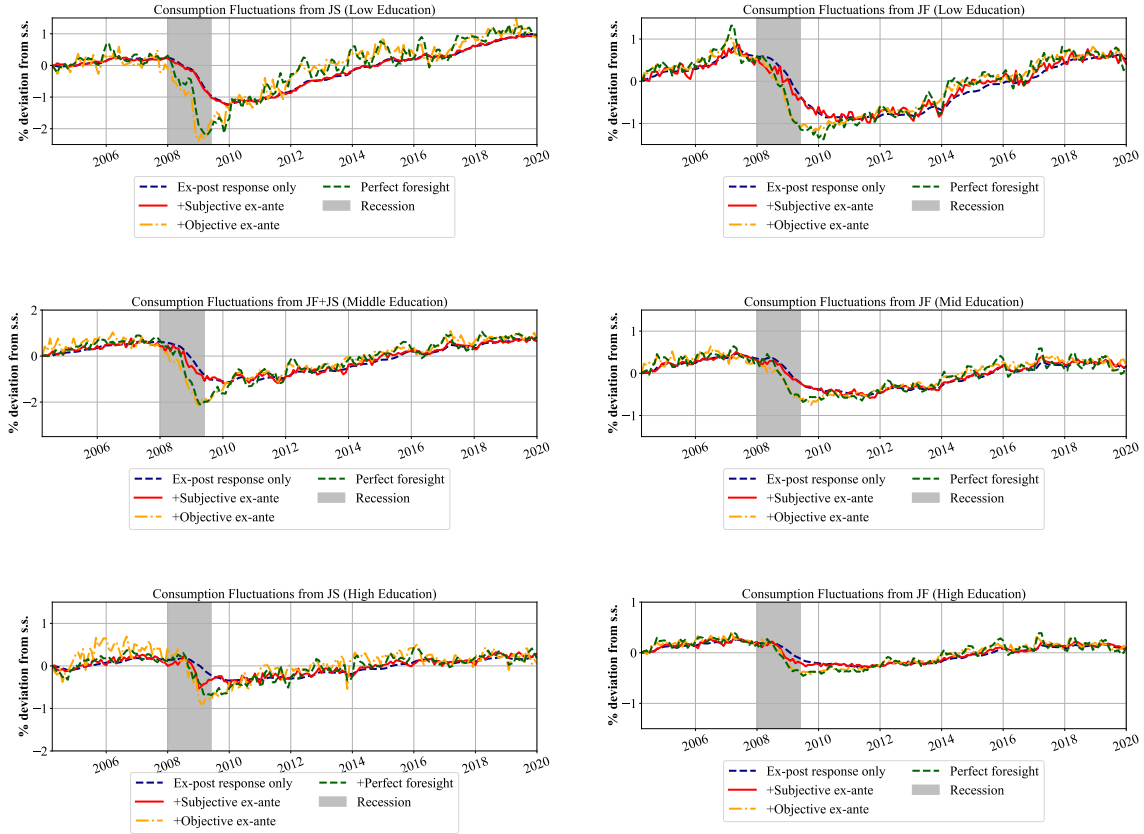 Consumption Fluctuations from JS (Low Education)
% deviation from s.s.
1
0
−1
−2
2006 2008 2010 2012 2014 2016 2018 2020
Ex-post response only
+Subjective ex-ante
+Objective ex-ante
Perfect foresight
Recession
Consumption Fluctuations from JF (Low Education)
% deviation from s.s.
1
0
−1
2006 2008 2010 2012 2014 2016 2018 2020
Ex-post response only
+Subjective ex-ante
+Objective ex-ante
Perfect foresight
Recession
Consumption Fluctuations from JF+JS (Middle Education)
% deviation from s.s.
2
0
−2
2006 2008 2010 2012 2014 2016 2018 2020
Ex-post response only
+Subjective ex-ante
+Objective ex-ante
Perfect foresight
Recession
Consumption Fluctuations from JF (Mid Education)
% deviation from s.s.
1
0
−1
2006 2008 2010 2012 2014 2016 2018 2020
Ex-post response only
+Subjective ex-ante
+Objective ex-ante
Perfect foresight
Recession
Consumption Fluctuations from JS (High Education)
% deviation from s.s.
1
0
−1
−2
2006 2008 2010 2012 2014 2016 2018 2020
Ex-post response only
+Subjective ex-ante
+Objective ex-ante
+Perfect foresight
Recession
Consumption Fluctuations from JF (High Education)
% deviation from s.s.
1
0
−1
2006 2008 2010 2012 2014 2016 2018 2020
Ex-post response only
+Subjective ex-ante
+Objective ex-ante
Perfect foresight
Recession